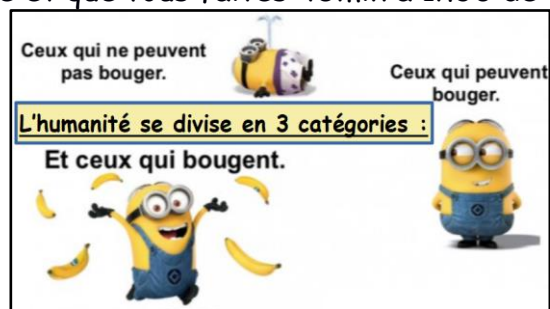 Ceux qui ne peuvent
pas bouger.
Ceux qui peuvent
bouger.
L'humanité se divise en 3 catégories :
Et ceux qui bougent.